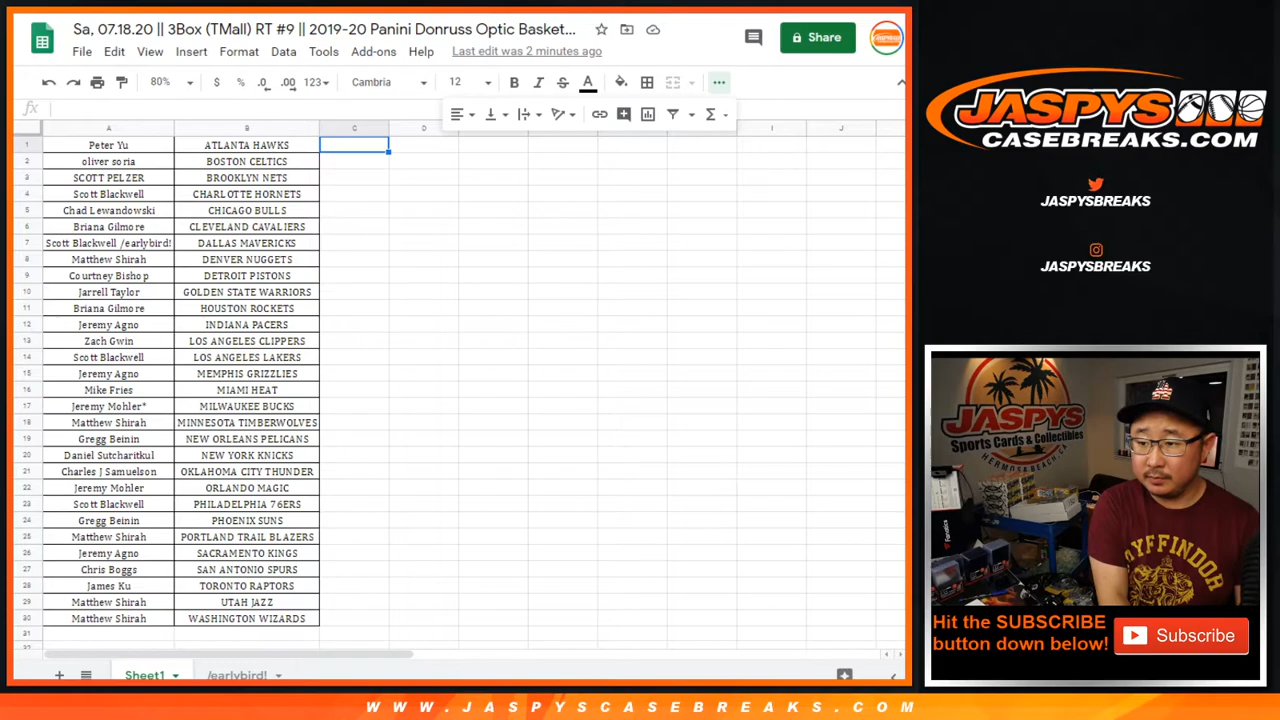 Sa, 07.18.20 || 3Box (TMall) RT #9 || 2019-20 Panini Donruss Optic Basket...
File Edit View Insert Format Data Tools Add-ons Help Last edit was 2 minutes ago
Share
80% $ % .0 .00 123 Cambria 12 B I S A
fx
A B C D I J
1 Peter Yu ATLANTA HAWKS
2 oliver soria BOSTON CELTICS
3 SCOTT PELZER BROOKLYN NETS
4 Scott Blackwell CHARLOTTE HORNETS
5 Chad Lewandowski CHICAGO BULLS
6 Briana Gilmore CLEVELAND CAVALIERS
7 Scott Blackwell /earlybird! DALLAS MAVERICKS
8 Matthew Shirah DENVER NUGGETS
9 Courtney Bishop DETROIT PISTONS
10 Jarrell Taylor GOLDEN STATE WARRIORS
11 Briana Gilmore HOUSTON ROCKETS
12 Jeremy Agno INDIANA PACERS
13 Zach Gwin LOS ANGELES CLIPPERS
14 Scott Blackwell LOS ANGELES LAKERS
15 Jeremy Agno MEMPHIS GRIZZLIES
16 Mike Fries MIAMI HEAT
17 Jeremy Mohler* MILWAUKEE BUCKS
18 Matthew Shirah MINNESOTA TIMBERWOLVES
19 Gregg Beinin NEW ORLEANS PELICANS
20 Daniel Sutcharitkul NEW YORK KNICKS
21 Charles J Samuelson OKLAHOMA CITY THUNDER
22 Jeremy Mohler ORLANDO MAGIC
23 Scott Blackwell PHILADELPHIA 76ERS
24 Gregg Beinin PHOENIX SUNS
25 Matthew Shirah PORTLAND TRAIL BLAZERS
26 Jeremy Agno SACRAMENTO KINGS
27 Chris Boggs SAN ANTONIO SPURS
28 James Ku TORONTO RAPTORS
29 Matthew Shirah UTAH JAZZ
30 Matthew Shirah WASHINGTON WIZARDS
31
Sheet1 /earlybird!
JASPYS
CASEBREAKS.COM
JASPYSBREAKS
JASPYSBREAKS
JASPYS
Sports Cards & Collectibles
HERMOSA BEACH, CA
Fanatics
GRYFFINDOR
Hit the SUBSCRIBE
button down below!
Subscribe
WWW.JASPYSCASEBREAKS.COM